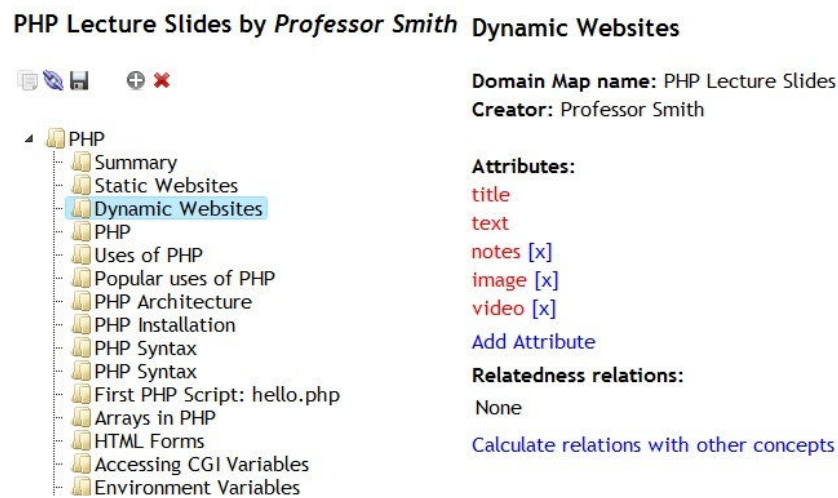 PHP Lecture Slides by Professor Smith
PHP
Summary
Static Websites
Dynamic Websites
PHP
Uses of PHP
Popular uses of PHP
PHP Architecture
PHP Installation
PHP Syntax
PHP Syntax
First PHP Script: hello.php
Arrays in PHP
HTML Forms
Accessing CGI Variables
Environment Variables
Dynamic Websites
Domain Map name: PHP Lecture Slides
Creator: Professor Smith
Attributes:
title
text
notes [x]
image [x]
video [x]
Add Attribute
Relatedness relations:
None
Calculate relations with other concepts